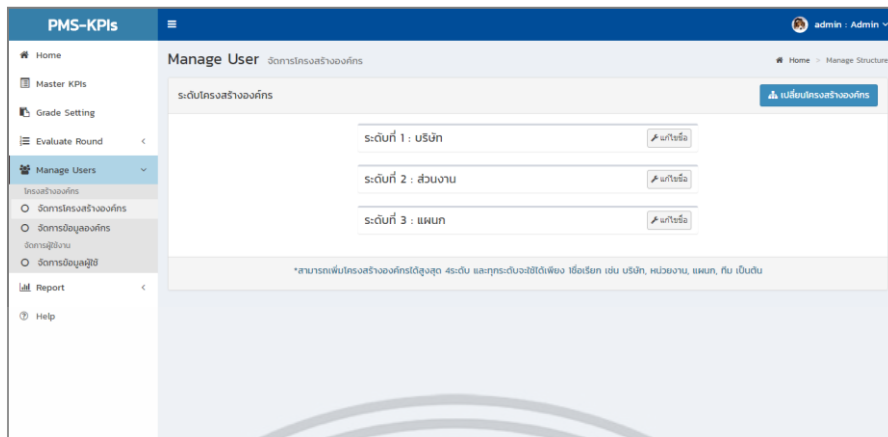 PMS-KPIs
admin : Admin
Home
Manage User จัดการโครงสร้างองค์กร
Home > Manage Structure
Master KPIs
ระดับโครงสร้างองค์กร
เปลี่ยนโครงสร้างองค์กร
Grade Setting
Evaluate Round
ระดับที่ 1 : บริษัท
แก้ไขชื่อ
Manage Users
ระดับที่ 2 : ส่วนงาน
แก้ไขชื่อ
โครงสร้างองค์กร
จัดการโครงสร้างองค์กร
ระดับที่ 3 : แผนก
แก้ไขชื่อ
จัดการข้อมูลองค์กร
จัดการผู้ใช้งาน
จัดการข้อมูลผู้ใช้
*สามารถเพิ่มโครงสร้างองค์กรได้สูงสุด 4ระดับ และทุกระดับจะใช้ได้เพียง 1ชื่อเรียก เช่น บริษัท, หน่วยงาน, แผนก, ทีม เป็นต้น
Report
Help